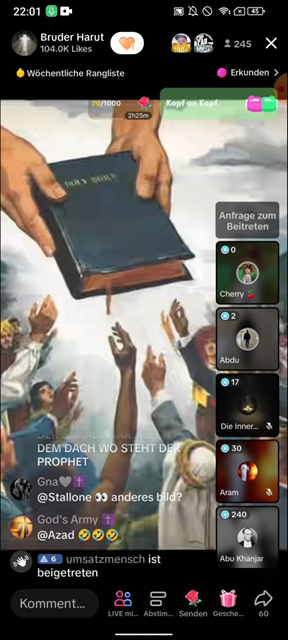 22:01
45
Bruder Harut
104.0K Likes
245
Wöchentliche Rangliste
Erkunden
79/1000
2h25m
Kopf an Kopf
HOLY BIBLE
Anfrage zum
Beitreten
0
Cherry
2
Abdu
17
Die Inner...
30
Aram
240
Abu Khanjar
DEM DACH WO STEHT DER
PROPHET
Gna
@Stallone 👀 anderes bild?
God's Army
@Azad 🤣🤣🤣
6 umsatzmensch ist
beigetreten
Komment...
LIVE mi...
Abstim...
Senden
Gesche...
60